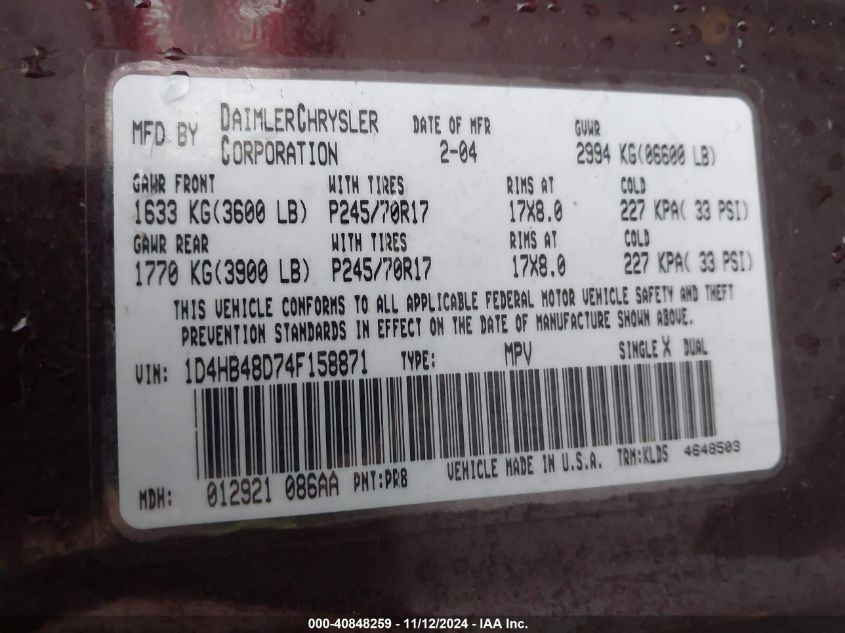 MFD BY DAIMLERCHRYSLER CORPORATION DATE OF MFR 2-04 GVWR 2994 KG(06600 LB)
GAWR FRONT WITH TIRES RIMS AT COLD
1633 KG(3600 LB) P245/70R17 17X8.0 227 KPA( 33 PSI)
GAWR REAR WITH TIRES RIMS AT COLD
1770 KG(3900 LB) P245/70R17 17X8.0 227 KPA( 33 PSI)
THIS VEHICLE CONFORMS TO ALL APPLICABLE FEDERAL MOTOR VEHICLE SAFETY AND THEFT
PREVENTION STANDARDS IN EFFECT ON THE DATE OF MANUFACTURE SHOWN ABOVE.
VIN: 1D4HB48D74F158871 TYPE: MPV SINGLE X DUAL
MDH: 012921 086AA PNT:PR8 VEHICLE MADE IN U.S.A. TRM:KLDS 4648503
000-40848259 - 11/12/2024 - IAA Inc.